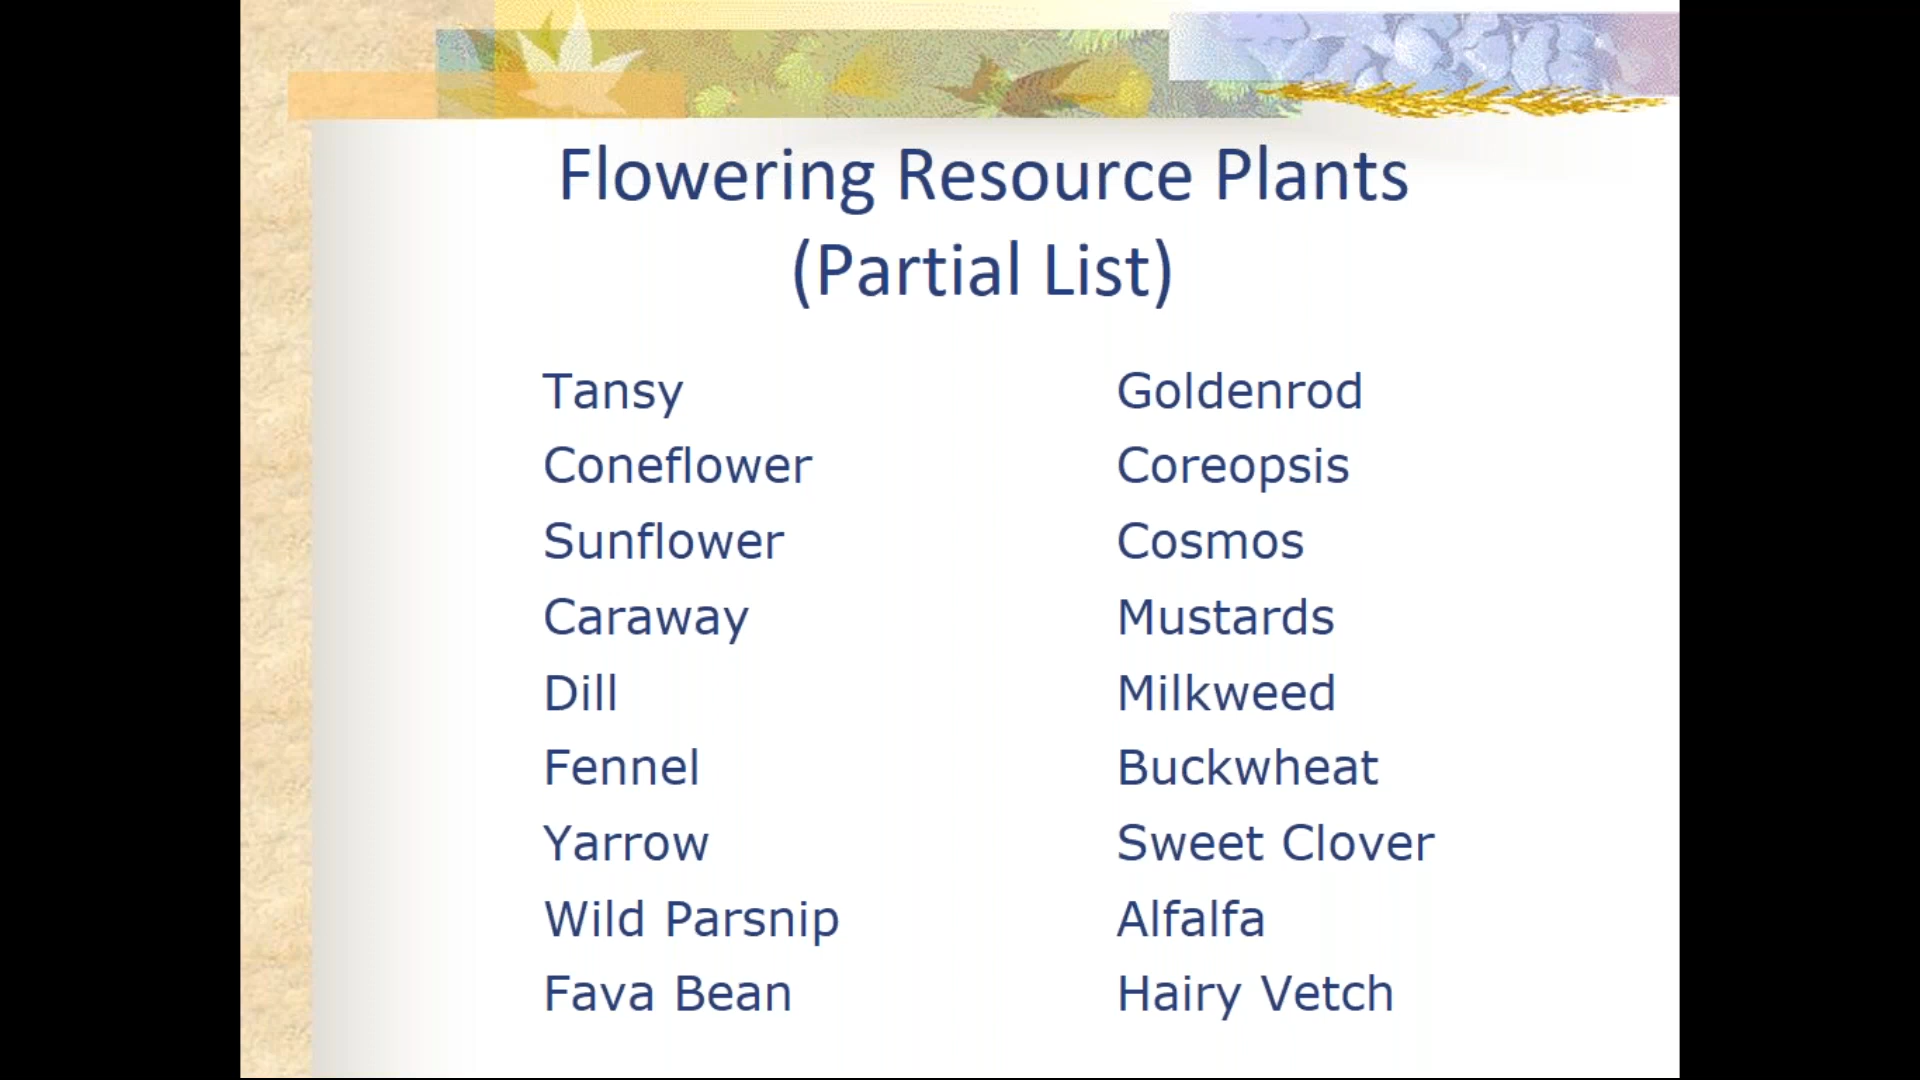 Flowering Resource Plants
(Partial List)
Tansy
Coneflower
Sunflower
Caraway
Dill
Fennel
Yarrow
Wild Parsnip
Fava Bean
Goldenrod
Coreopsis
Cosmos
Mustards
Milkweed
Buckwheat
Sweet Clover
Alfalfa
Hairy Vetch